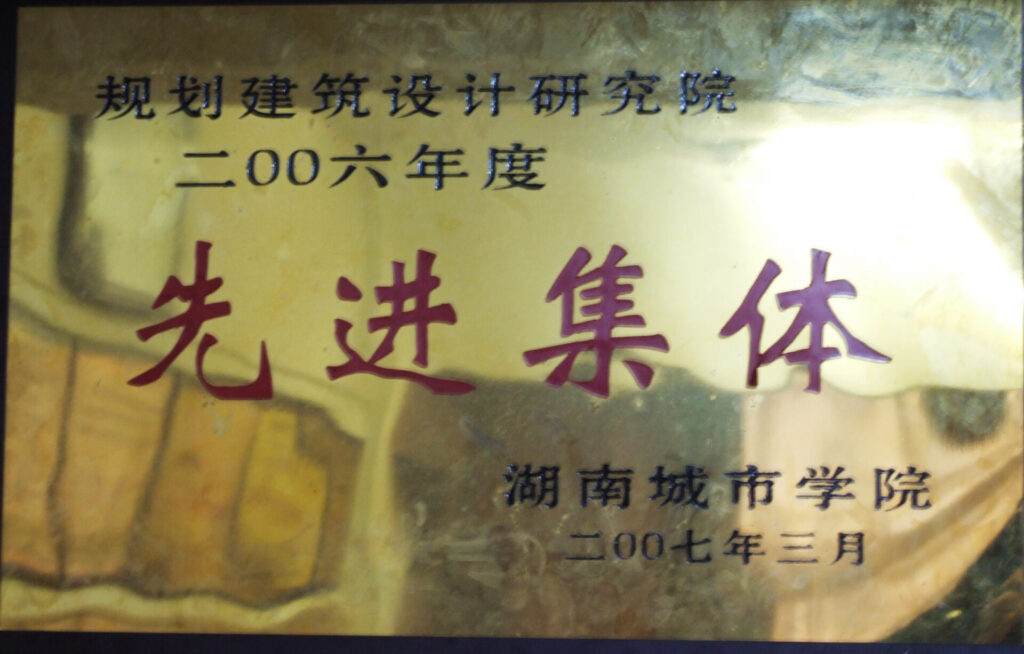 规划建筑设计研究院
二00六年度
先进集体
湖南城市学院
二00七年三月